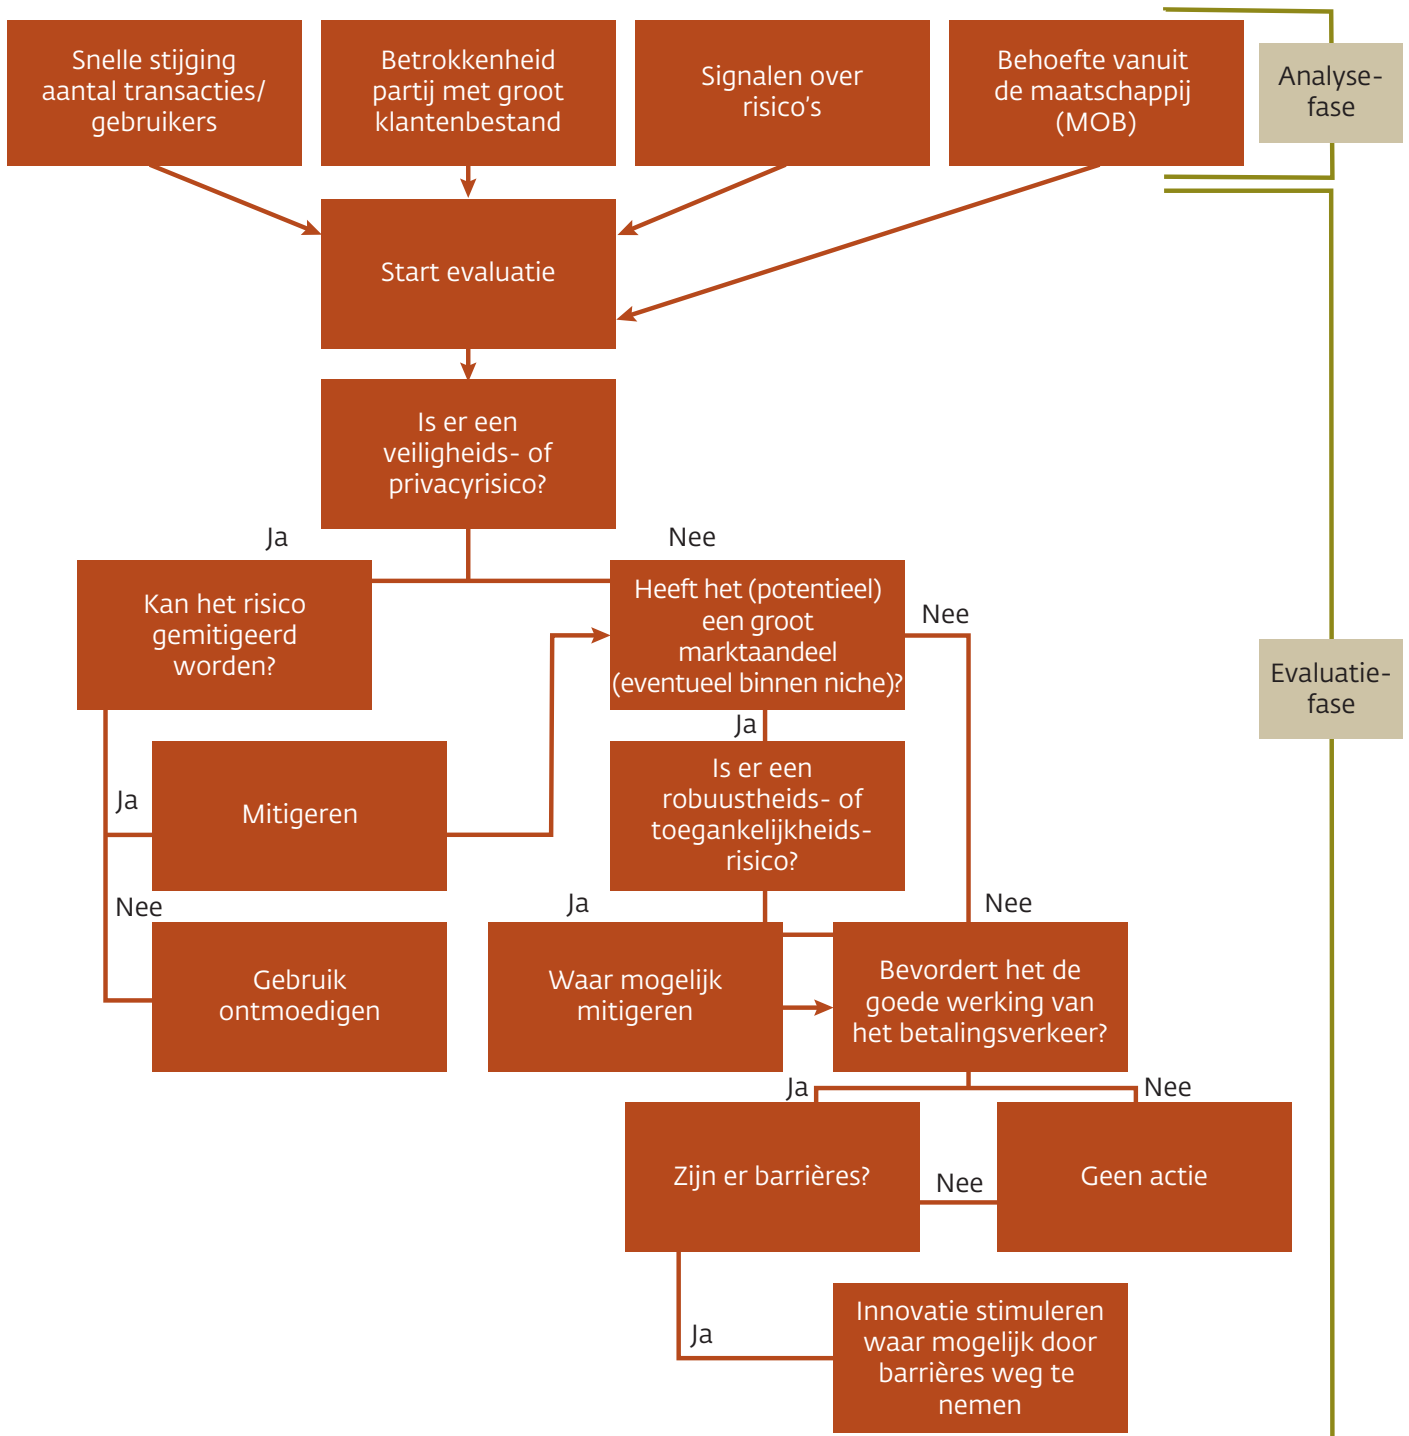 Snelle stijging
aantal transacties/
gebruikers
Betrokkenheid
partij met groot
klantenbestand
Signalen over
risico's
Behoefte vanuit
de maatschappij
(MOB)
Analyse-
fase
Start evaluatie
Is er een
veiligheids- of
privacyrisico?
Ja
Nee
Kan het risico
gemitigeerd
worden?
Heeft het (potentieel)
een groot
marktaandeel
(eventueel binnen niche)?
Nee
Evaluatie-
fase
Ja
Ja
Mitigeren
Is er een
robuustheids- of
toegankelijkheids-
risico?
Nee
Ja
Nee
Gebruik
ontmoedigen
Waar mogelijk
mitigeren
Bevordert het de
goede werking van
het betalingsverkeer?
Ja
Nee
Zijn er barrières?
Nee
Geen actie
Ja
Innovatie stimuleren
waar mogelijk door
barrières weg te
nemen